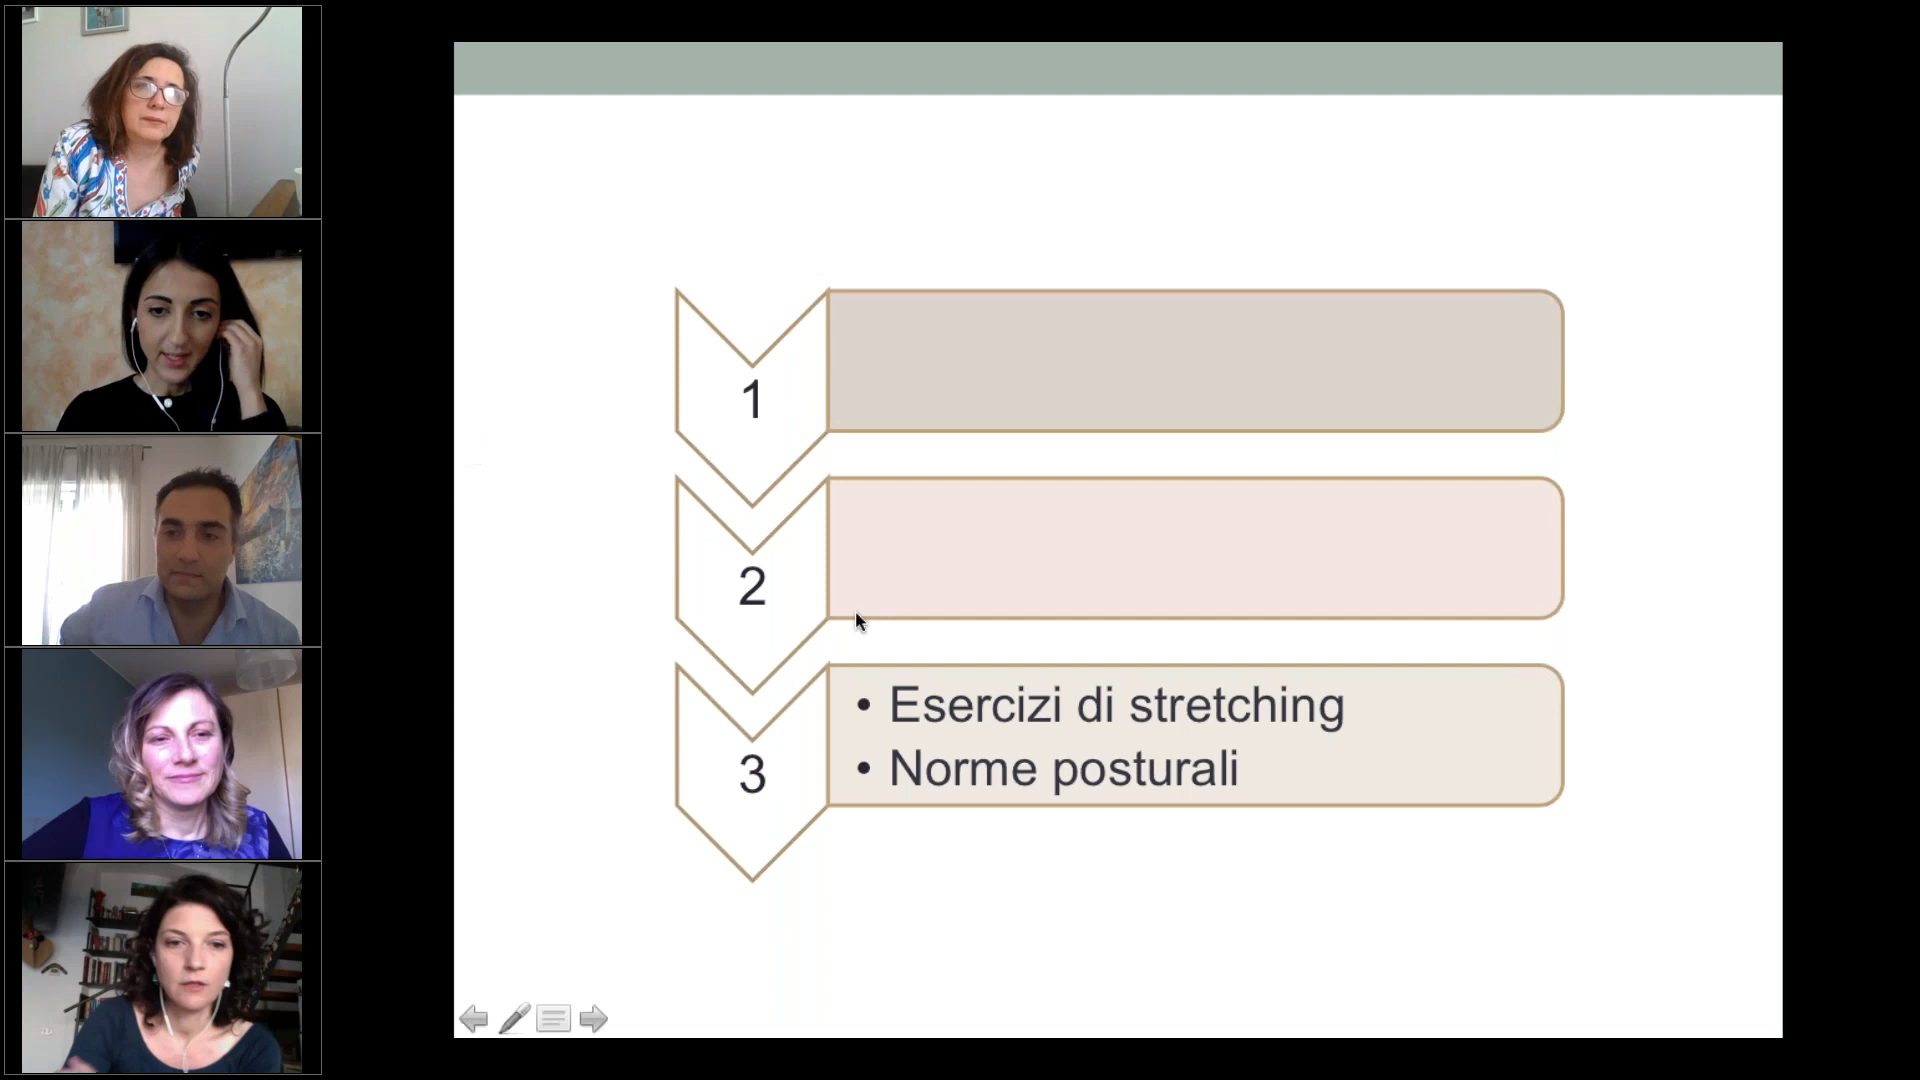 1
2
3
• Esercizi di stretching
• Norme posturali